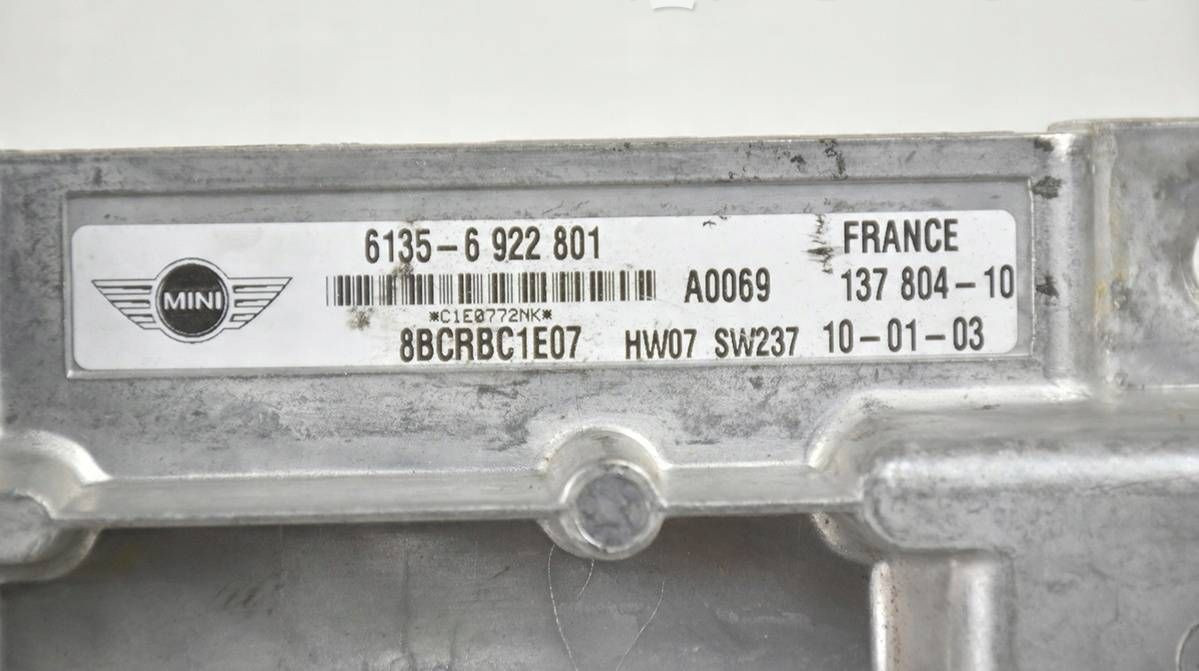 6135-6 922 801
FRANCE
MINI
A0069
137 804-10
*C1E0772NK*
8BCRBC1E07
HW07 SW237
10-01-03